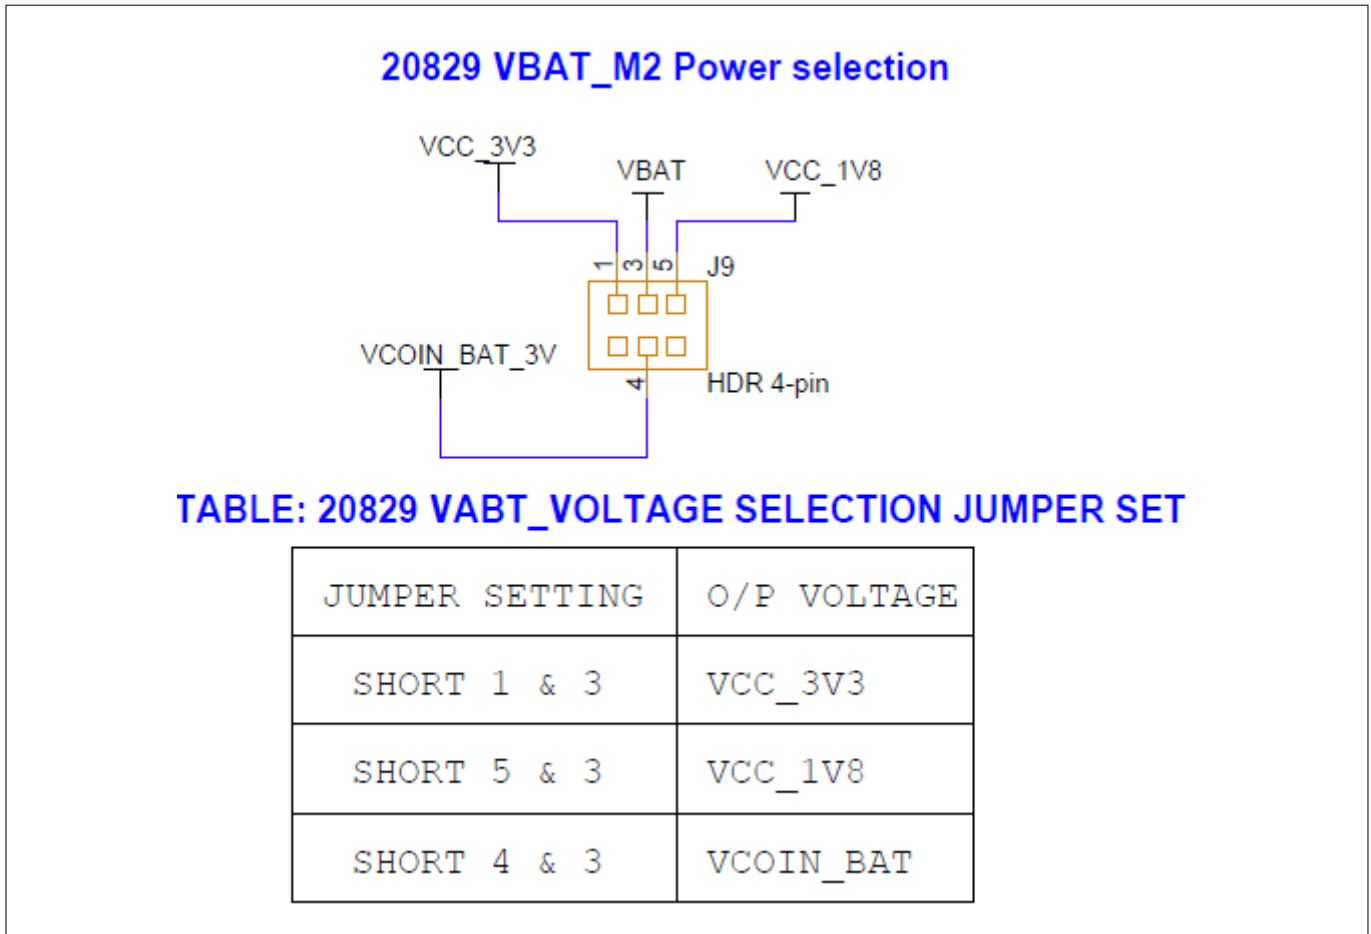 20829 VBAT_M2 Power selection
VCC_3V3
VBAT
VCC_1V8
1
3
5
J9
VCOIN_BAT_3V
4
HDR 4-pin
TABLE: 20829 VABT_VOLTAGE SELECTION JUMPER SET
JUMPER SETTING O/P VOLTAGE
SHORT 1 & 3 VCC_3V3
SHORT 5 & 3 VCC_1V8
SHORT 4 & 3 VCOIN_BAT